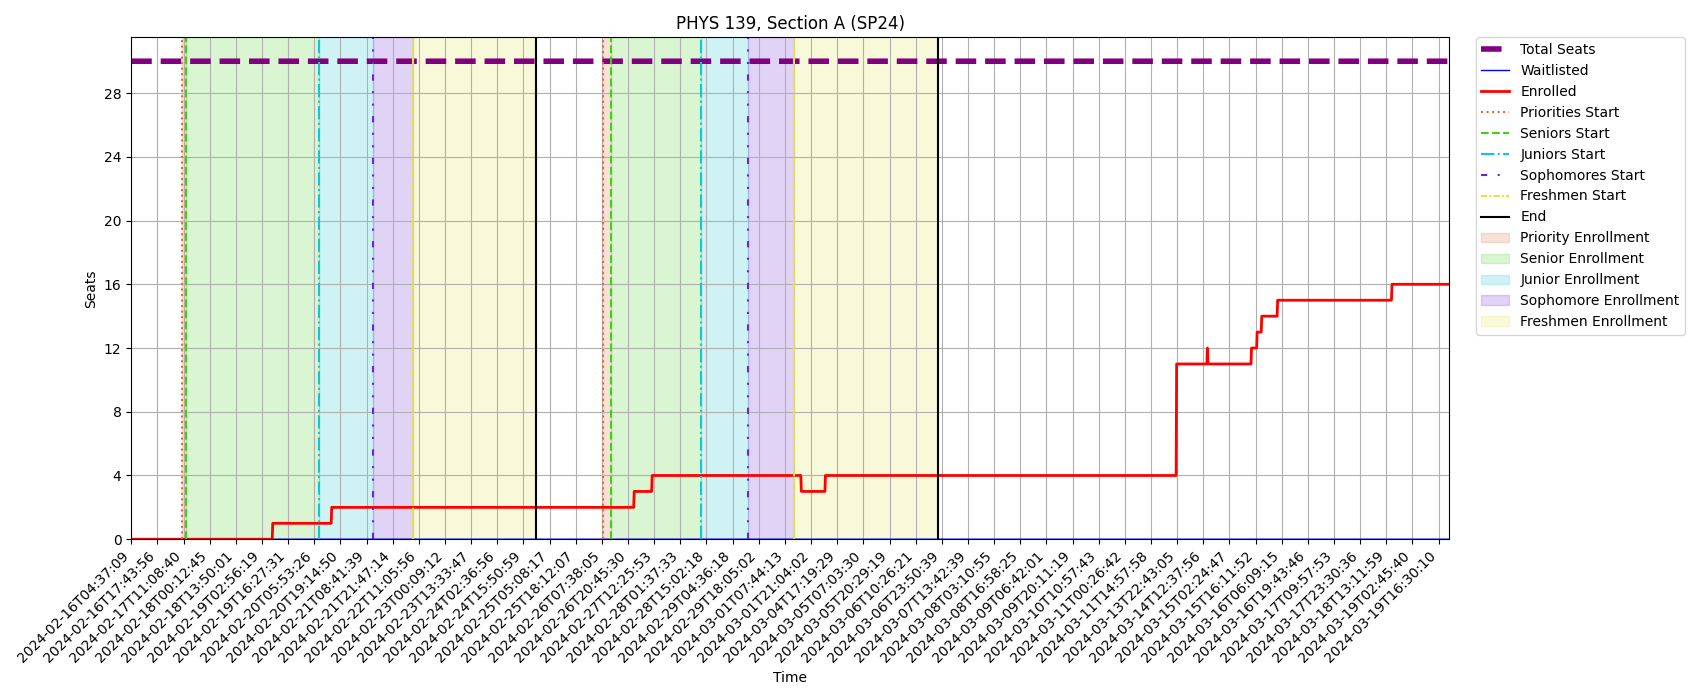 PHYS 139, Section A (SP24)
Seats
28
24
20
16
12
8
4
0
2024-02-16T04:37:09
2024-02-16T17:43:56
2024-02-17T11:08:40
2024-02-18T00:12:45
2024-02-18T13:50:01
2024-02-19T02:56:19
2024-02-19T16:27:31
2024-02-20T05:53:26
2024-02-20T19:14:50
2024-02-21T08:41:39
2024-02-21T21:47:14
2024-02-22T11:05:56
2024-02-23T00:09:12
2024-02-23T13:35:47
2024-02-24T02:36:56
2024-02-24T15:50:59
2024-02-25T05:08:17
2024-02-25T18:12:07
2024-02-26T07:38:05
2024-02-26T20:45:30
2024-02-27T12:25:53
2024-02-28T01:37:33
2024-02-28T15:02:18
2024-02-29T04:36:18
2024-02-29T18:05:02
2024-03-01T07:44:13
2024-03-01T21:04:02
2024-03-04T17:19:29
2024-03-05T07:03:30
2024-03-05T20:29:19
2024-03-06T10:26:21
2024-03-06T23:50:39
2024-03-07T13:42:39
2024-03-08T03:10:55
2024-03-08T16:58:25
2024-03-09T06:42:01
2024-03-09T20:11:19
2024-03-10T10:57:43
2024-03-11T00:26:42
2024-03-11T14:57:58
2024-03-13T22:43:05
2024-03-14T12:37:56
2024-03-15T02:24:47
2024-03-15T16:11:52
2024-03-16T06:09:15
2024-03-16T19:43:46
2024-03-17T09:57:53
2024-03-17T23:30:36
2024-03-18T13:11:59
2024-03-19T02:45:40
2024-03-19T16:30:10
Time
Total Seats
Waitlisted
Enrolled
Priorities Start
Seniors Start
Juniors Start
Sophomores Start
Freshmen Start
End
Priority Enrollment
Senior Enrollment
Junior Enrollment
Sophomore Enrollment
Freshmen Enrollment